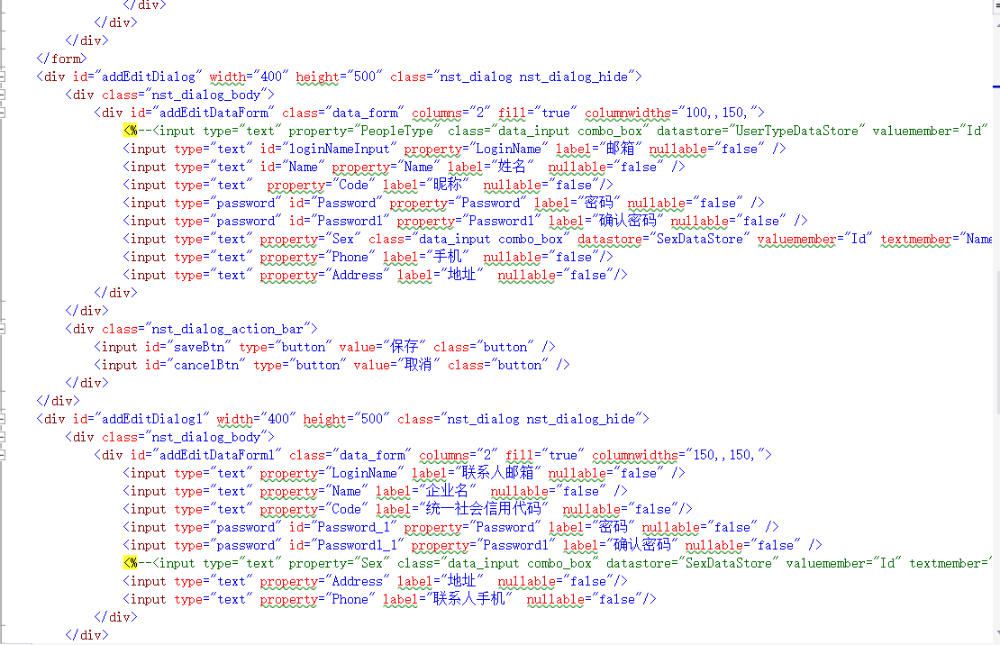 </div>
</div>
</div>
</form>
<div id="addEditDialog" width="400" height="500" class="nst_dialog nst_dialog_hide">
<div class="nst_dialog_body">
<div id="addEditDataForm" class="data_form" columns="2" fill="true" columnwidths="100,,150,">
<%--<input type="text" property="PeopleType" class="data_input combo_box" datastore="UserTypeDataStore" valuemember="Id"
<input type="text" id="loginNameInput" property="LoginName" label="邮箱" nullable="false" />
<input type="text" id="Name" property="Name" label="姓名"  nullable="false" />
<input type="text"  property="Code" label="昵称"  nullable="false"/>
<input type="password" id="Password" property="Password" label="密码" nullable="false" />
<input type="password" id="Password1" property="Password1" label="确认密码" nullable="false" />
<input type="text" property="Sex" class="data_input combo_box" datastore="SexDataStore" valuemember="Id" textmember="Name
<input type="text" property="Phone" label="手机"  nullable="false"/>
<input type="text" property="Address" label="地址"  nullable="false"/>
</div>
</div>
<div class="nst_dialog_action_bar">
<input id="saveBtn" type="button" value="保存" class="button" />
<input id="cancelBtn" type="button" value="取消" class="button" />
</div>
</div>
<div id="addEditDialog1" width="400" height="500" class="nst_dialog nst_dialog_hide">
<div class="nst_dialog_body">
<div id="addEditDataForm1" class="data_form" columns="2" fill="true" columnwidths="150,,150,">
<input type="text" property="LoginName" label="联系人邮箱" nullable="false" />
<input type="text" property="Name" label="企业名"  nullable="false" />
<input type="text" property="Code" label="统一社会信用代码"  nullable="false"/>
<input type="password" id="Password_1" property="Password" label="密码" nullable="false" />
<input type="password" id="Password1_1" property="Password1" label="确认密码" nullable="false" />
<%--<input type="text" property="Sex" class="data_input combo_box" datastore="SexDataStore" valuemember="Id" textmember="
<input type="text" property="Address" label="地址"  nullable="false"/>
<input type="text" property="Phone" label="联系人手机"  nullable="false"/>
</div>
</div>